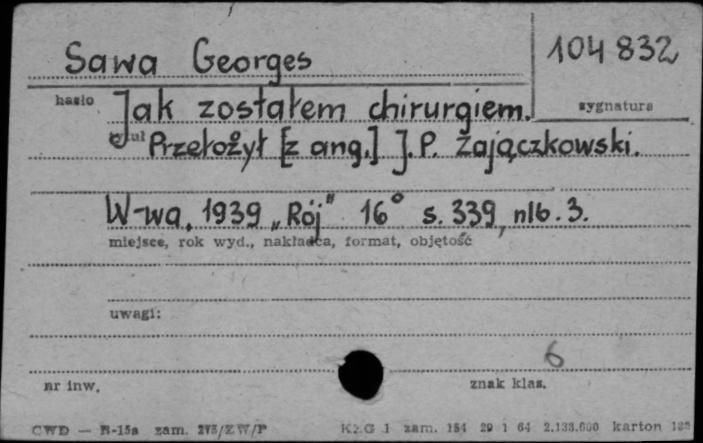 Sawa Georges
104 832
hasło
sygnatura
Jak zostałem chirurgiem.
tytuł Przełożył [z ang.] J. P. Zajączkowski.
W-wa, 1939 „Rój" 16° s. 339, nlb. 3.
miejsce, rok wyd., nakładca, format, objętość
uwagi:
6
nr inw.
znak klas.
CWD — R-15a zam. 275/ZW/P
K2.G 1 zam. 154 29 1 64 2.133.600 karton